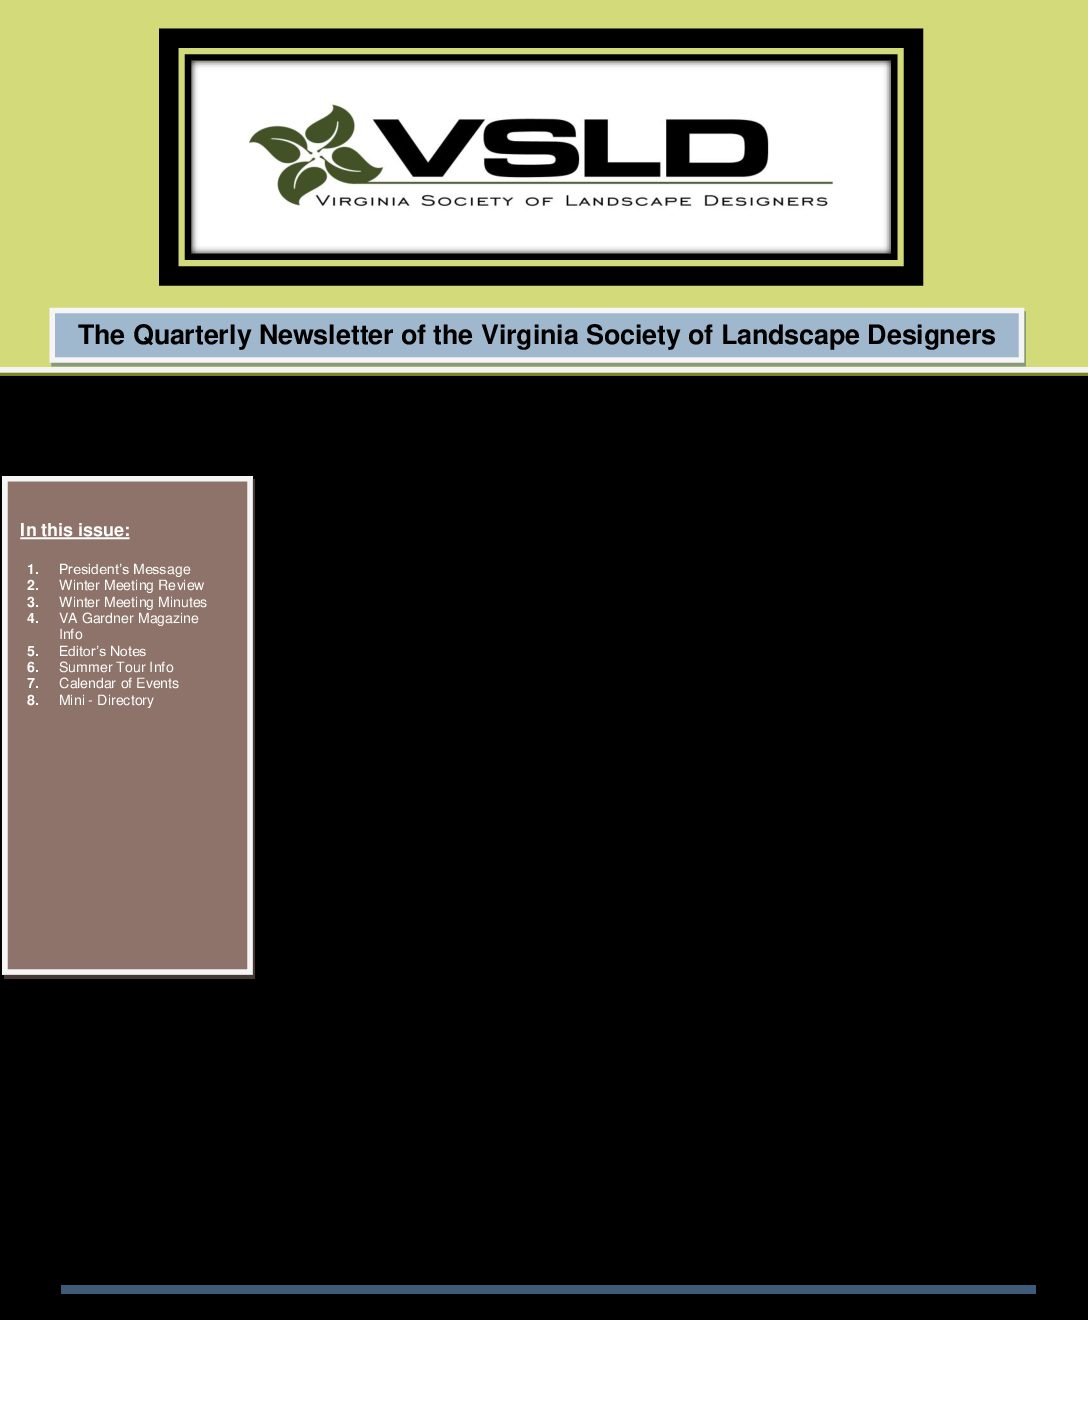 VSLD
VIRGINIA SOCIETY OF LANDSCAPE DESIGNERS
The Quarterly Newsletter of the Virginia Society of Landscape Designers
In this issue:
1. President's Message
2. Winter Meeting Review
3. Winter Meeting Minutes
4. VA Gardner Magazine
Info
5. Editor's Notes
6. Summer Tour Info
7. Calendar of Events
8. Mini - Directory